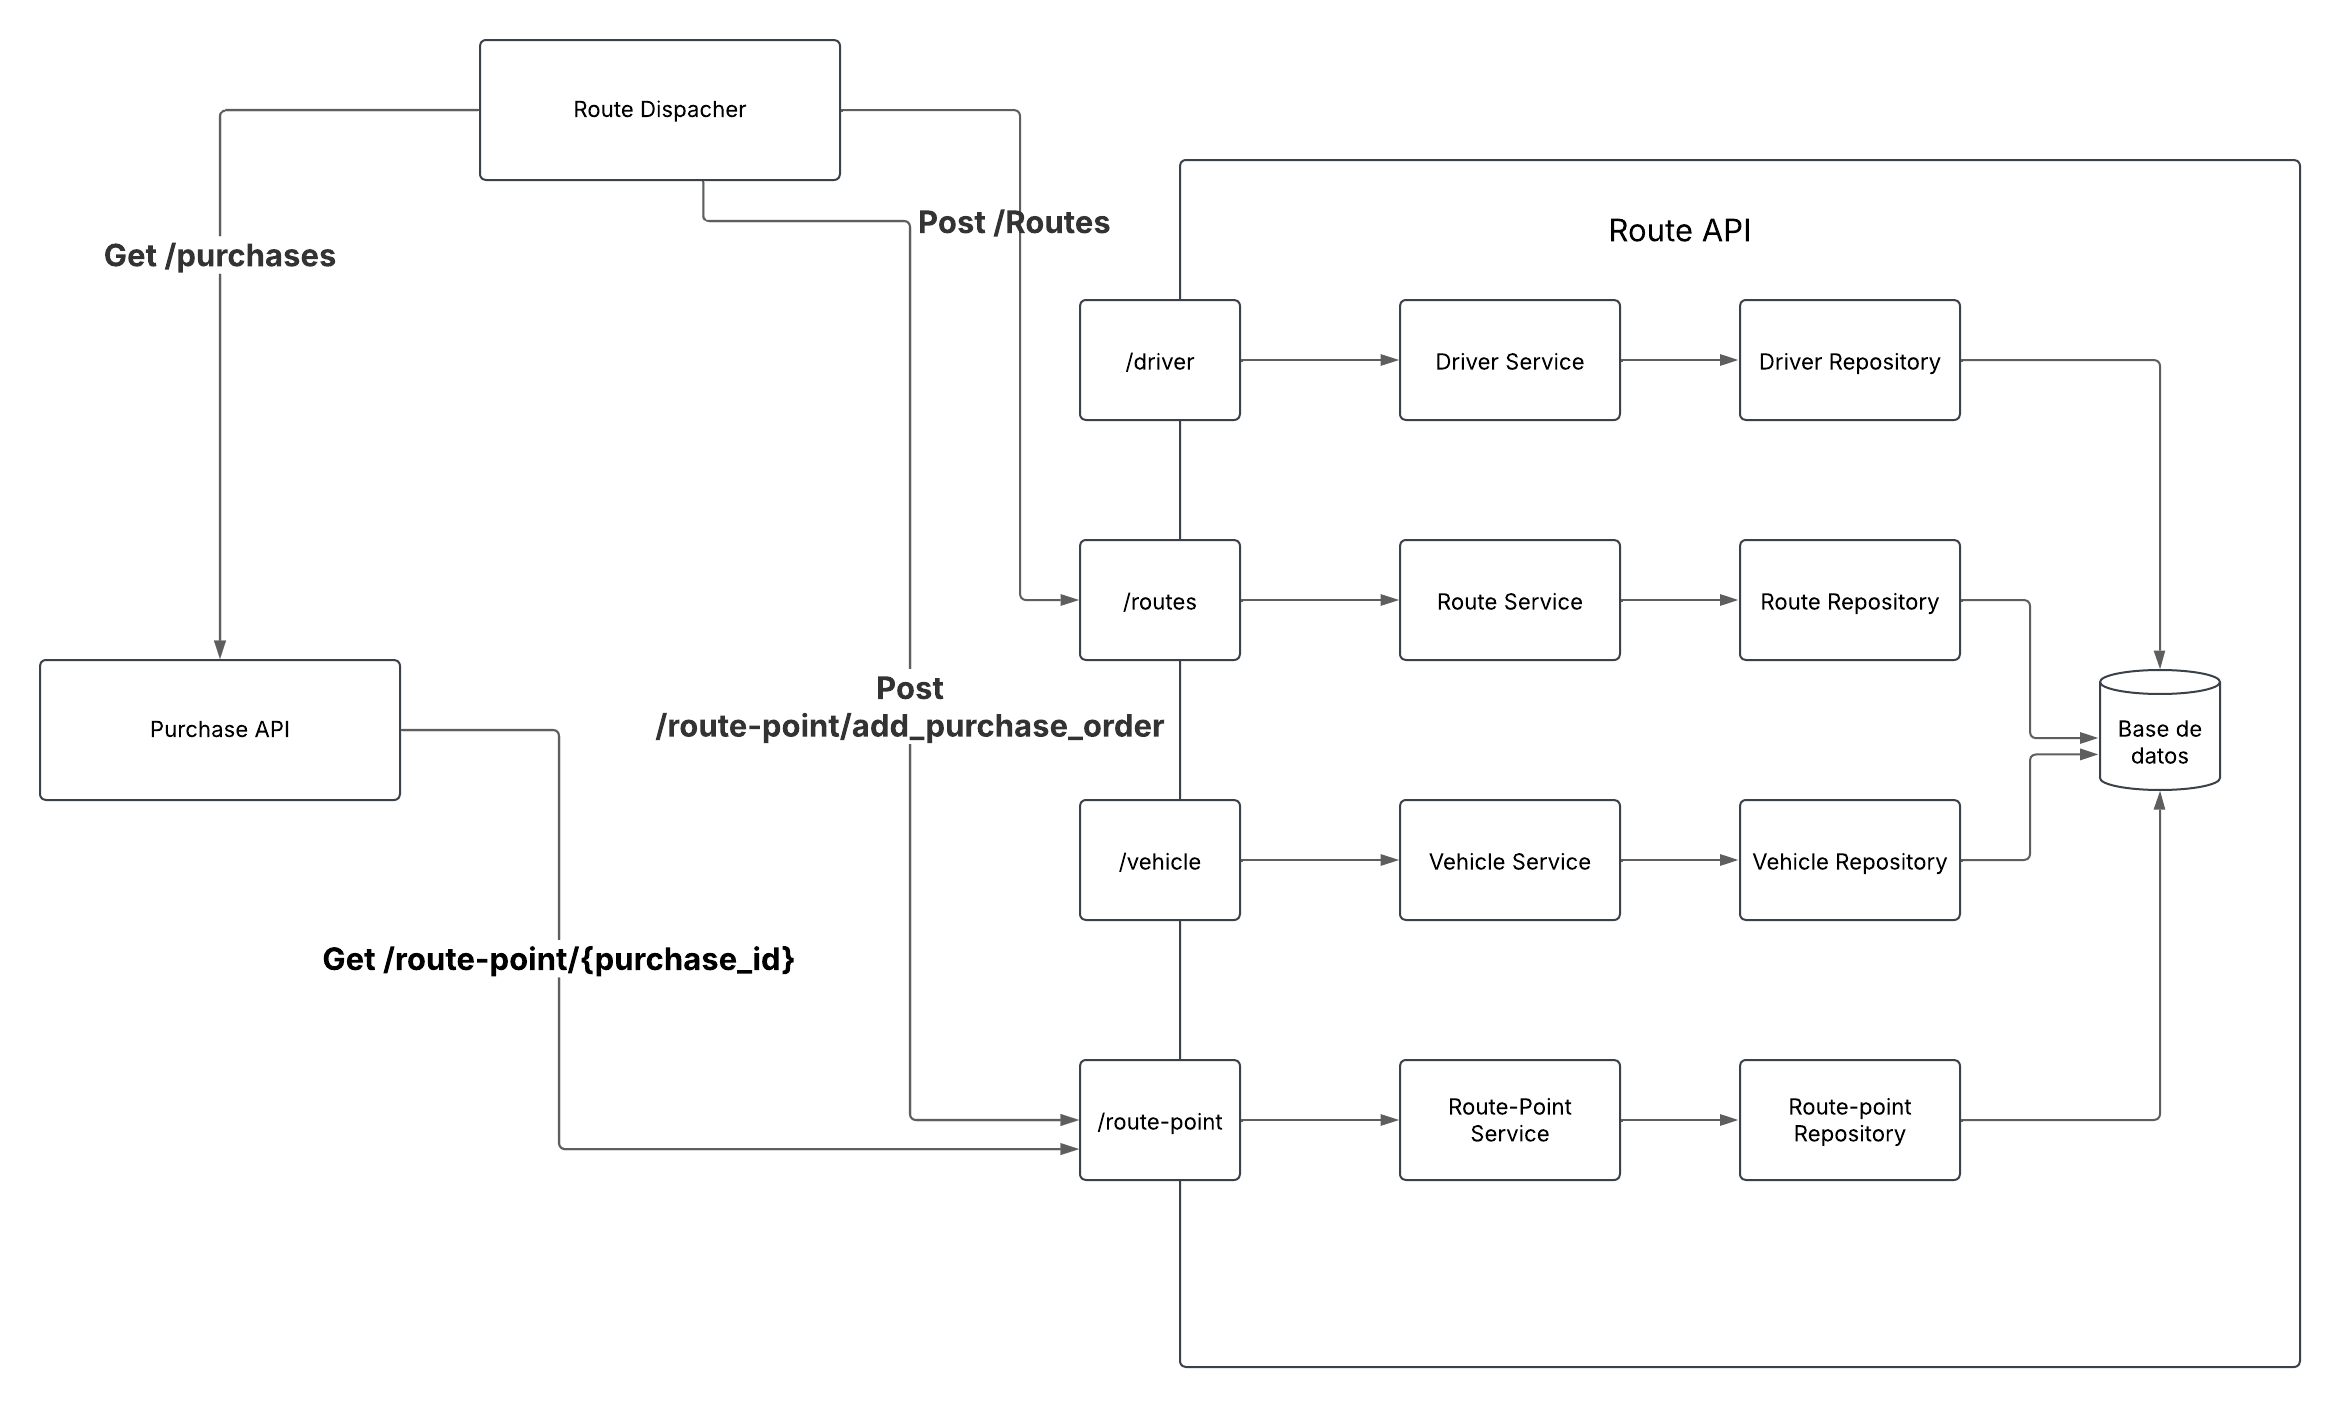 Route Dispacher
Post /Routes
Get /purchases
Route API
/driver
Driver Service
Driver Repository
/routes
Route Service
Route Repository
Purchase API
Post
/route-point/add_purchase_order
Base de
datos
/vehicle
Vehicle Service
Vehicle Repository
Get /route-point/{purchase_id}
/route-point
Route-Point
Service
Route-point
Repository